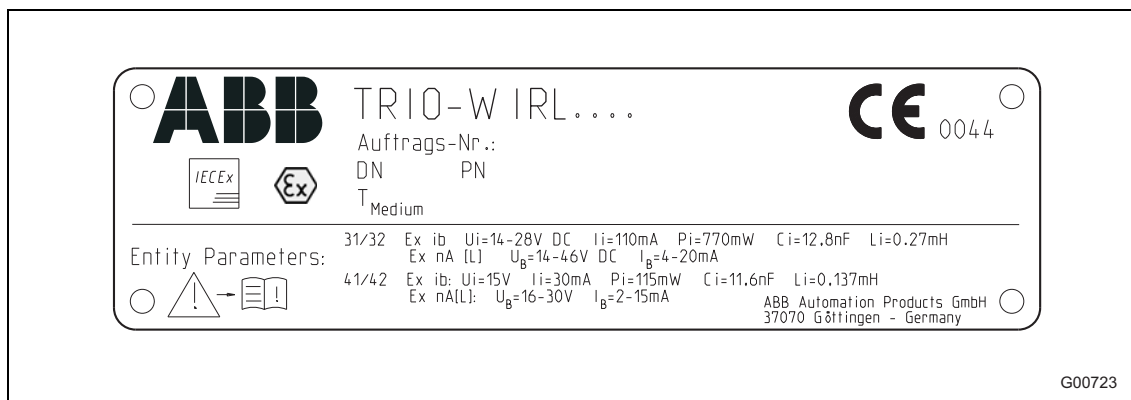 ABB
TRIO-WIRL....
CE 0044
Auftrags-Nr.:
IECEx
Ex
DN PN
TMedium
Entity Parameters:
31/32 Ex ib Ui=14-28V DC Ii=110mA Pi=770mW Ci=12.8nF Li=0.27mH
Ex nA [L] UB=14-46V DC IB=4-20mA
41/42 Ex ib: Ui=15V Ii=30mA Pi=115mW Ci=11.6nF Li=0.137mH
Ex nA[L]: UB=16-30V IB=2-15mA
ABB Automation Products GmbH
37070 Göttingen - Germany
G00723